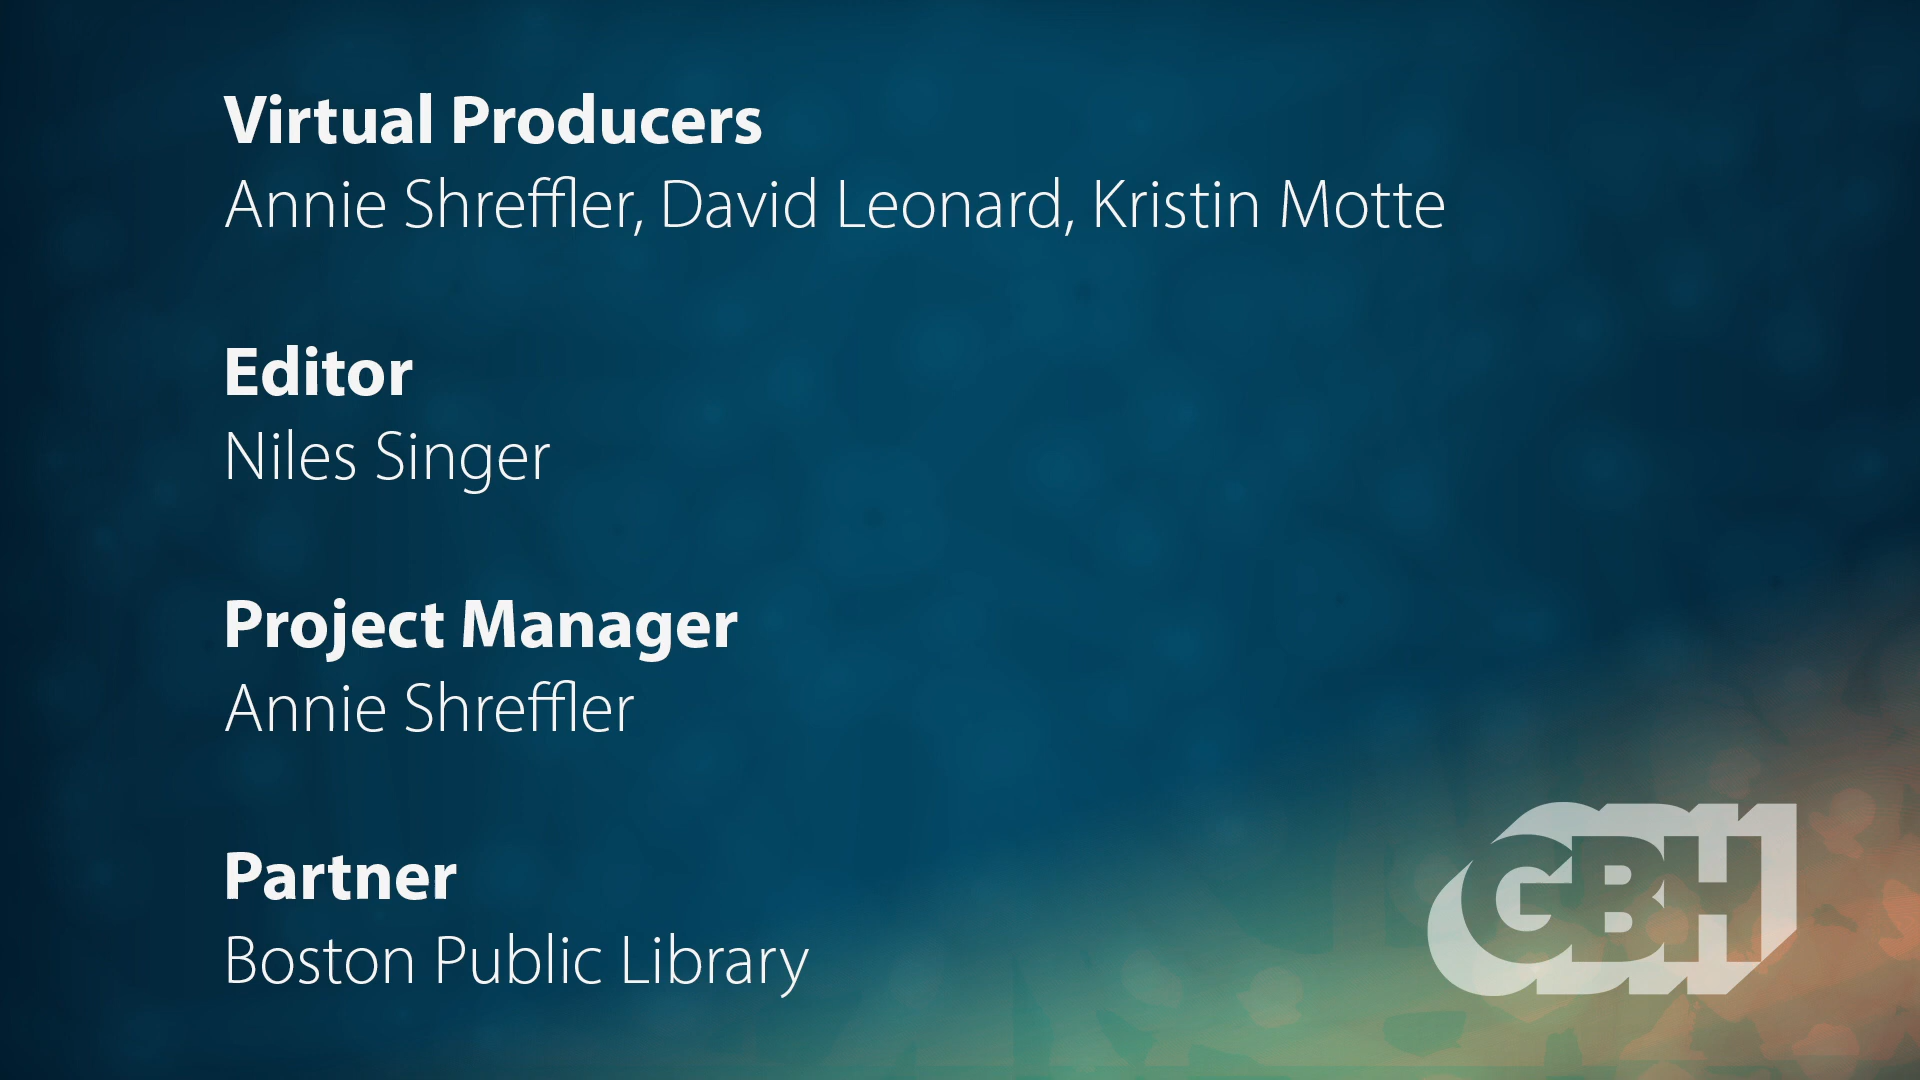 Virtual Producers
Annie Shreffler, David Leonard, Kristin Motte
Editor
Niles Singer
Project Manager
Annie Shreffler
Partner
Boston Public Library
GBH